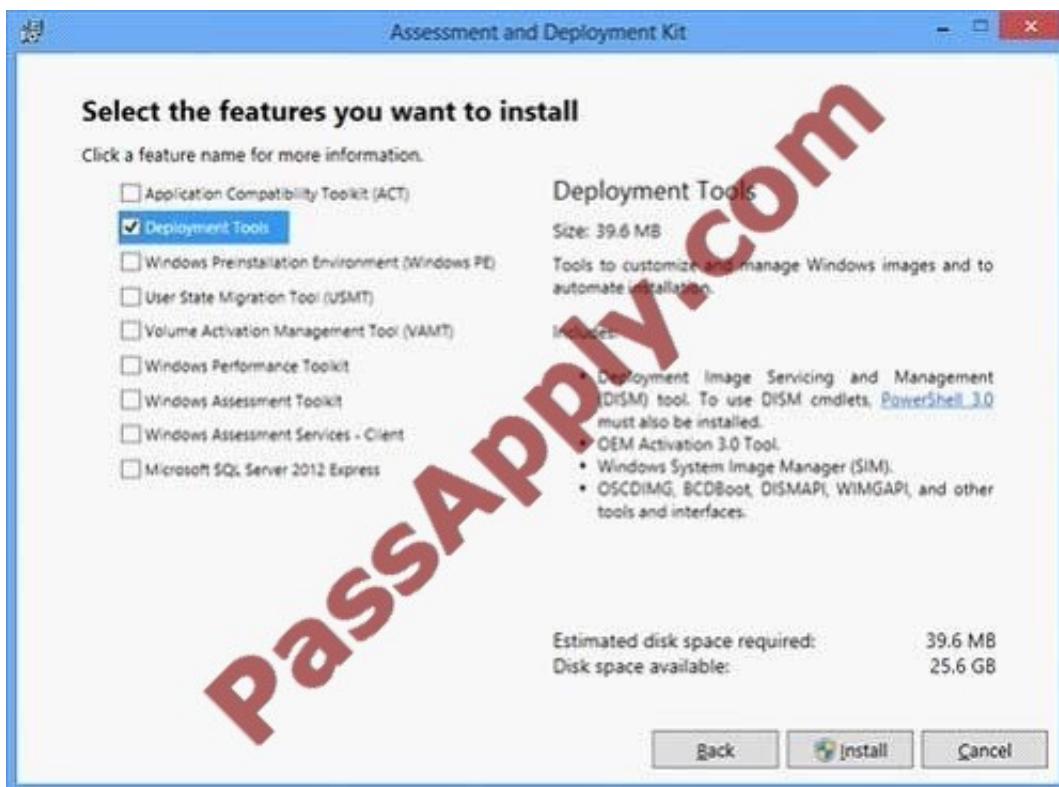 Assessment and Deployment Kit
Select the features you want to install
Click a feature name for more information.
Application Compatibility Toolkit (ACT)
Deployment Tools
Windows Preinstallation Environment (Windows PE)
User State Migration Tool (USMT)
Volume Activation Management Tool (VAMT)
Windows Performance Toolkit
Windows Assessment Toolkit
Windows Assessment Services - Client
Microsoft SQL Server 2012 Express
Deployment Tools
Size: 39.6 MB
Tools to customize and manage Windows images and to
automate installation.
Includes:
• Deployment Image Servicing and Management
(DISM) tool. To use DISM cmdlets, PowerShell 3.0
must also be installed.
• OEM Activation 3.0 Tool.
• Windows System Image Manager (SIM).
• OSCDIMG, BCDBoot, DISMAPI, WIMGAPI, and other
tools and interfaces.
Estimated disk space required: 39.6 MB
Disk space available: 25.6 GB
Back
Install
Cancel
PassApply.com